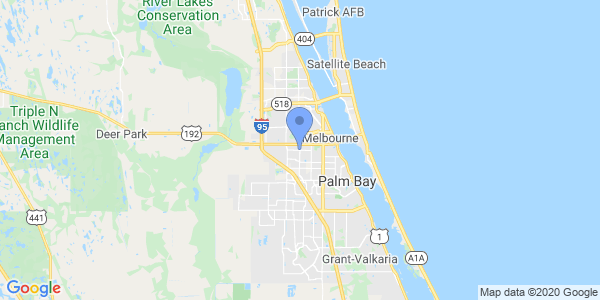 River Lakes
Conservation
Area
Patrick AFB
404
Satellite Beach
518
Triple N
anch Wildlife
Management
Area
Deer Park
192
95
Melbourne
Palm Bay
441
1
A1A
Grant-Valkaria
Google
Map data ©2020 Google